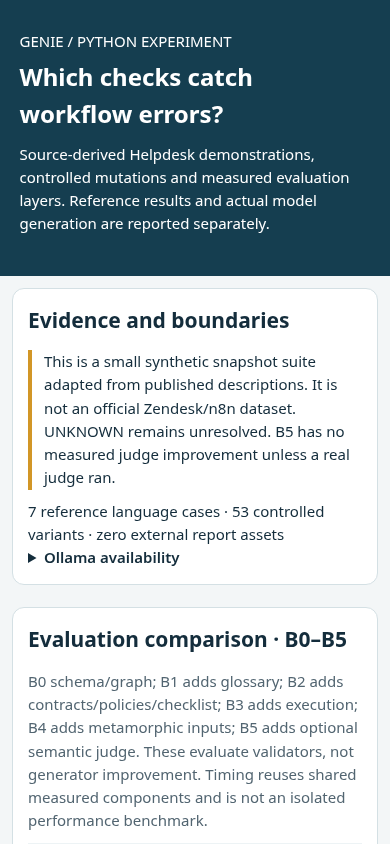 GENIE / PYTHON EXPERIMENT
Which checks catch
workflow errors?
Source-derived Helpdesk demonstrations,
controlled mutations and measured evaluation
layers. Reference results and actual model
generation are reported separately.
Evidence and boundaries
This is a small synthetic snapshot suite
adapted from published descriptions. It is
not an official Zendesk/n8n dataset.
UNKNOWN remains unresolved. B5 has no
measured judge improvement unless a real
judge ran.
7 reference language cases · 53 controlled
variants · zero external report assets
▶ Ollama availability
Evaluation comparison · B0–B5
B0 schema/graph; B1 adds glossary; B2 adds
contracts/policies/checklist; B3 adds execution;
B4 adds metamorphic inputs; B5 adds optional
semantic judge. These evaluate validators, not
generator improvement. Timing reuses shared
measured components and is not an isolated
performance benchmark.